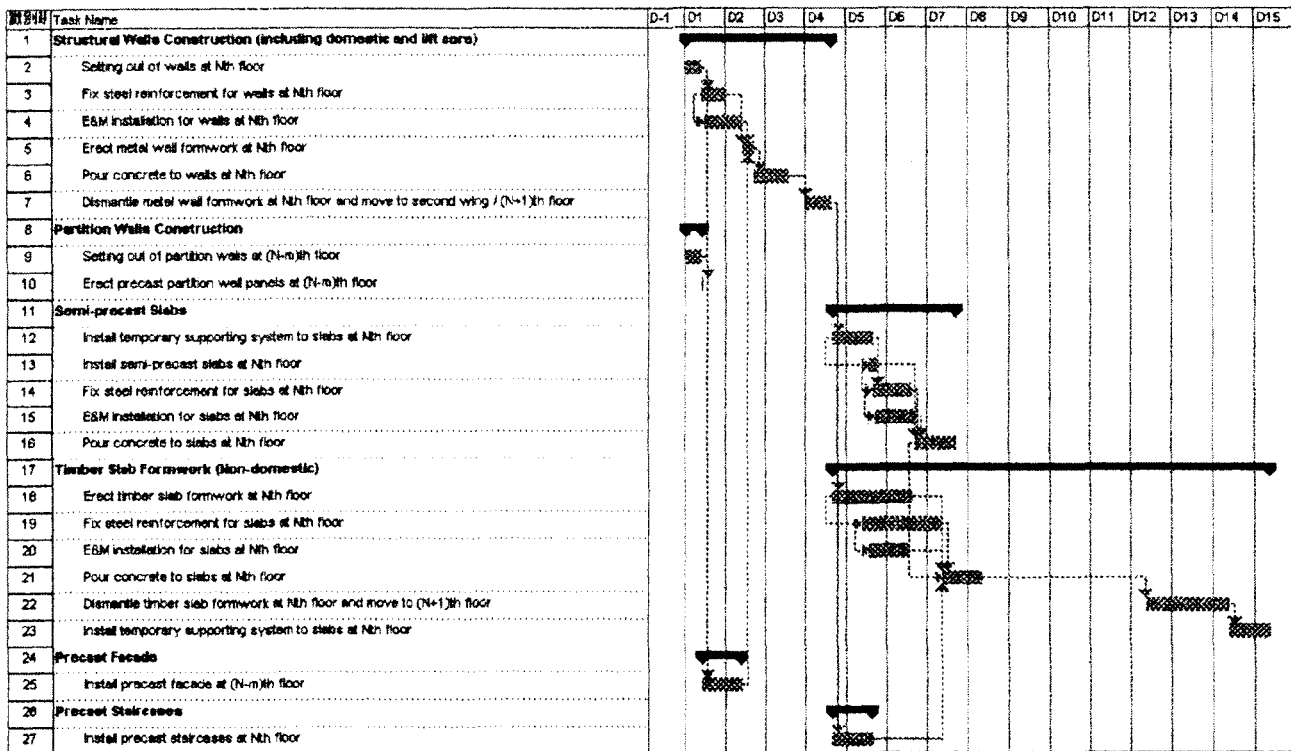 Task Name D-1 D1 D2 D3 D4 D5 D6 D7 D8 D9 D10 D11 D12 D13 D14 D15
1 Structural Walls Construction (including domestic and lift core)
2 Setting out of walls at Nth floor
3 Fix steel reinforcement for walls at Nth floor
4 E&M installation for walls at Nth floor
5 Erect metal wall formwork at Nth floor
6 Pour concrete to walls at Nth floor
7 Dismantle metal wall formwork at Nth floor and move to second wing / (N+1)th floor
8 Partition Walls Construction
9 Setting out of partition walls at (N-m)th floor
10 Erect precast partition wall panels at (N-m)th floor
11 Semi-precast Slabs
12 Install temporary supporting system to slabs at Nth floor
13 Install semi-precast slabs at Nth floor
14 Fix steel reinforcement for slabs at Nth floor
15 E&M installation for slabs at Nth floor
16 Pour concrete to slabs at Nth floor
17 Timber Slab Formwork (Non-domestic)
18 Erect timber slab formwork at Nth floor
19 Fix steel reinforcement for slabs at Nth floor
20 E&M installation for slabs at Nth floor
21 Pour concrete to slabs at Nth floor
22 Dismantle timber slab formwork at Nth floor and move to (N+1)th floor
23 Install temporary supporting system to slabs at Nth floor
24 Precast Facade
25 Install precast facade at (N-m)th floor
26 Precast Staircases
27 Install precast staircases at Nth floor